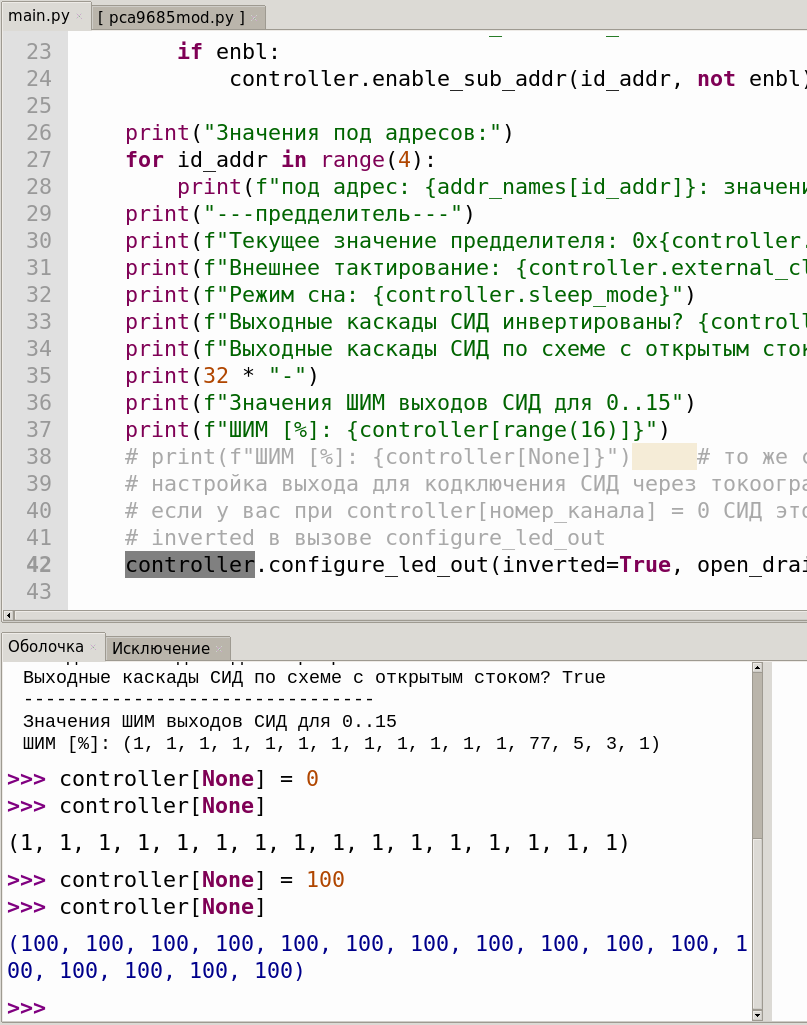 main.py [ pca9685mod.py ]
23 if enbl:
24 controller.enable_sub_addr(id_addr, not enbl)
25
26 print("Значения под адресов:")
27 for id_addr in range(4):
28 print(f"под адрес: {addr_names[id_addr]}: значени
29 print("---предделитель---")
30 print(f"Текущее значение предделителя: 0x{controller.
31 print(f"Внешнее тактирование: {controller.external_cl
32 print(f"Режим сна: {controller.sleep_mode}")
33 print(f"Выходные каскады СИД инвертированы? {controll
34 print(f"Выходные каскады СИД по схеме с открытым сток
35 print(32 * "-")
36 print(f"Значения ШИМ выходов СИД для 0..15")
37 print(f"ШИМ [%]: {controller[range(16)]}")
38 # print(f"ШИМ [%]: {controller[None]}") # то же с
39 # настройка выхода для кодключения СИД через токоогра
40 # если у вас при controller[номер_канала] = 0 СИД это
41 # inverted в вызове configure_led_out
42 controller.configure_led_out(inverted=True, open_drai
43
Оболочка Исключение
Выходные каскады СИД по схеме с открытым стоком? True
--------------------------------
Значения ШИМ выходов СИД для 0..15
ШИМ [%]: (1, 1, 1, 1, 1, 1, 1, 1, 1, 1, 1, 1, 77, 5, 3, 1)
>>> controller[None] = 0
>>> controller[None]
(1, 1, 1, 1, 1, 1, 1, 1, 1, 1, 1, 1, 1, 1, 1, 1)
>>> controller[None] = 100
>>> controller[None]
(100, 100, 100, 100, 100, 100, 100, 100, 100, 100, 100, 1
00, 100, 100, 100, 100)
>>>